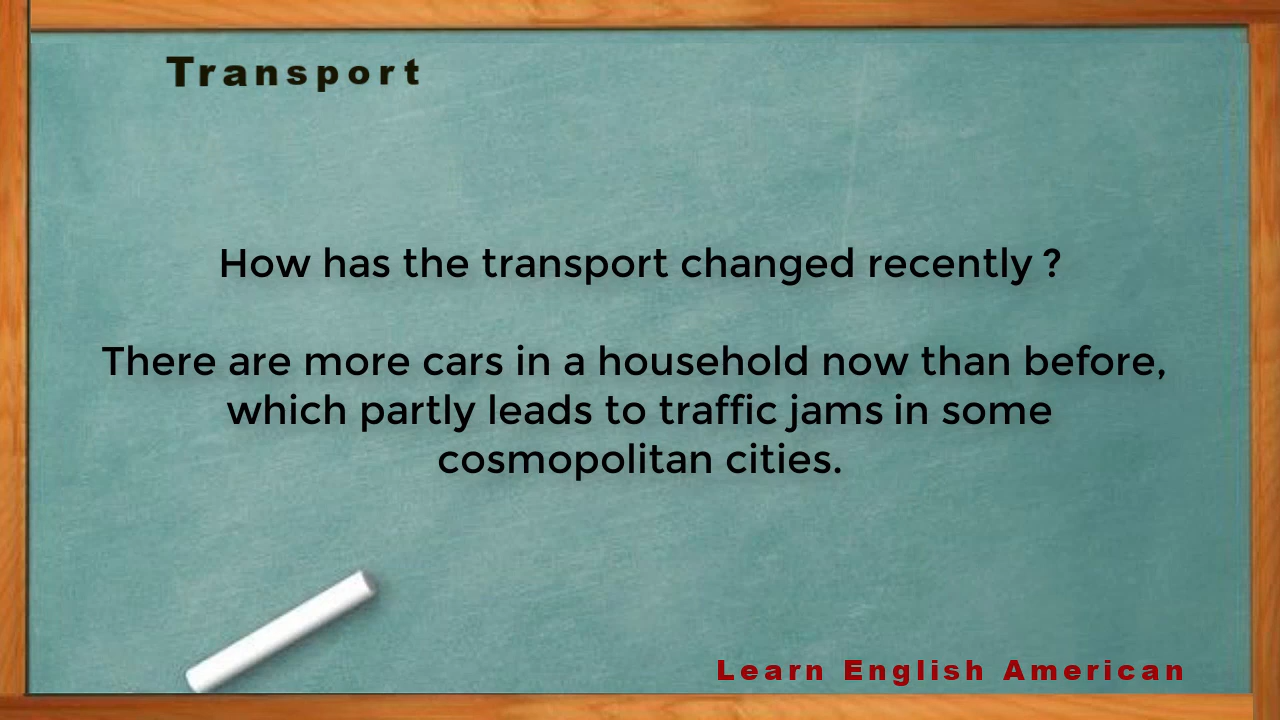 Transport
How has the transport changed recently ?
There are more cars in a household now than before,
which partly leads to traffic jams in some
cosmopolitan cities.
Learn English American